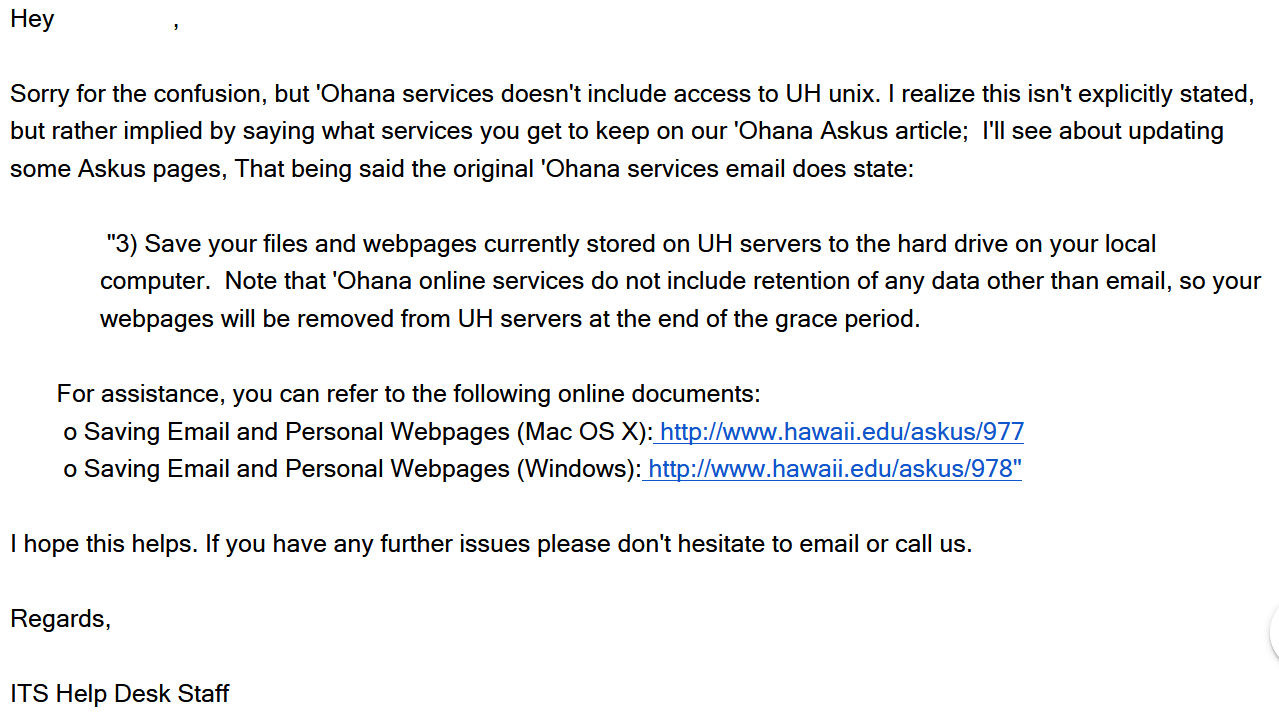 Hey ,
Sorry for the confusion, but 'Ohana services doesn't include access to UH unix. I realize this isn't explicitly stated,
but rather implied by saying what services you get to keep on our 'Ohana Askus article;  I'll see about updating
some Askus pages, That being said the original 'Ohana services email does state:
"3) Save your files and webpages currently stored on UH servers to the hard drive on your local
computer.  Note that 'Ohana online services do not include retention of any data other than email, so your
webpages will be removed from UH servers at the end of the grace period.
For assistance, you can refer to the following online documents:
o Saving Email and Personal Webpages (Mac OS X): http://www.hawaii.edu/askus/977
o Saving Email and Personal Webpages (Windows): http://www.hawaii.edu/askus/978"
I hope this helps. If you have any further issues please don't hesitate to email or call us.
Regards,
ITS Help Desk Staff